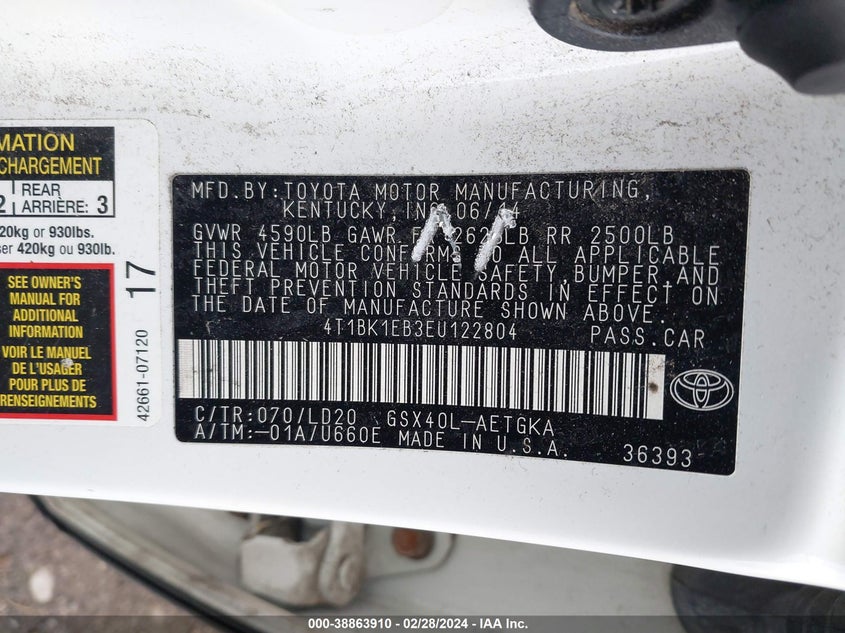 MATION
CHARGEMENT
2 REAR ARRIÈRE: 3
20kg or 930lbs.
ser 420kg ou 930lb.
SEE OWNER'S
MANUAL FOR
ADDITIONAL
INFORMATION
VOIR LE MANUEL
DE L'USAGER
POUR PLUS DE
RENSEIGNEMENTS
42661-07120
17
MFD.BY:TOYOTA MOTOR MANUFACTURING,
KENTUCKY,INC 06/14
GVWR 4590LB GAWR FR 2625LB RR 2500LB
THIS VEHICLE CONFORMS TO ALL APPLICABLE
FEDERAL MOTOR VEHICLE SAFETY, BUMPER,AND
THEFT PREVENTION STANDARDS IN EFFECT ON
THE DATE OF MANUFACTURE SHOWN ABOVE.
4T1BK1EB3EU122804 PASS.CAR
C/TR:070/LD20 GSX40L-AETGKA
A/TM:-01A/U660E MADE IN U.S.A.
36393
000-38863910 - 02/28/2024 - IAA Inc.